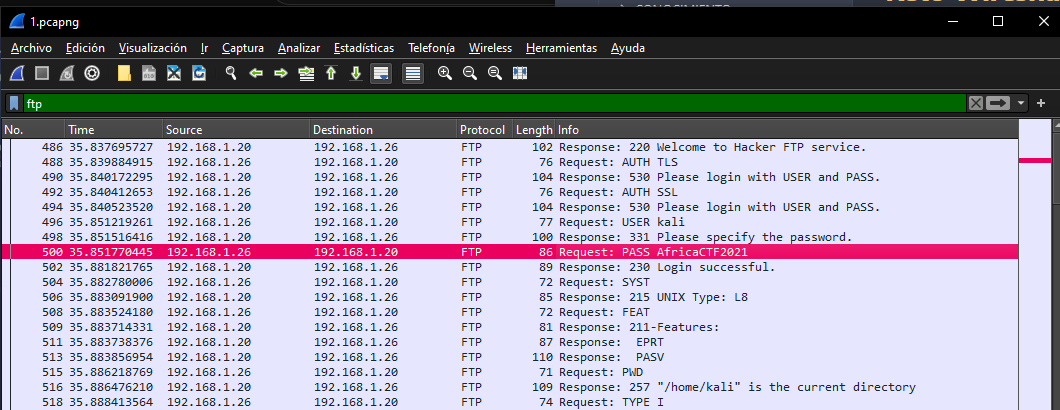 1.pcapng
Archivo Edición Visualización Ir Captura Analizar Estadísticas Telefonía Wireless Herramientas Ayuda
ftp
No. Time Source Destination Protocol Length Info
486 35.837695727 192.168.1.20 192.168.1.26 FTP 102 Response: 220 Welcome to Hacker FTP service.
488 35.839884915 192.168.1.26 192.168.1.20 FTP 76 Request: AUTH TLS
490 35.840172295 192.168.1.20 192.168.1.26 FTP 104 Response: 530 Please login with USER and PASS.
492 35.840412653 192.168.1.26 192.168.1.20 FTP 76 Request: AUTH SSL
494 35.840523520 192.168.1.20 192.168.1.26 FTP 104 Response: 530 Please login with USER and PASS.
496 35.851219261 192.168.1.26 192.168.1.20 FTP 77 Request: USER kali
498 35.851516416 192.168.1.20 192.168.1.26 FTP 100 Response: 331 Please specify the password.
500 35.851770445 192.168.1.26 192.168.1.20 FTP 86 Request: PASS AfricaCTF2021
502 35.881821765 192.168.1.20 192.168.1.26 FTP 89 Response: 230 Login successful.
504 35.882780006 192.168.1.26 192.168.1.20 FTP 72 Request: SYST
506 35.883091900 192.168.1.20 192.168.1.26 FTP 85 Response: 215 UNIX Type: L8
508 35.883524180 192.168.1.26 192.168.1.20 FTP 72 Request: FEAT
509 35.883714331 192.168.1.20 192.168.1.26 FTP 81 Response: 211-Features:
511 35.883738376 192.168.1.20 192.168.1.26 FTP 87 Response: EPRT
513 35.883856954 192.168.1.20 192.168.1.26 FTP 110 Response: PASV
515 35.886218769 192.168.1.26 192.168.1.20 FTP 71 Request: PWD
516 35.886476210 192.168.1.20 192.168.1.26 FTP 109 Response: 257 "/home/kali" is the current directory
518 35.888413564 192.168.1.26 192.168.1.20 FTP 74 Request: TYPE I